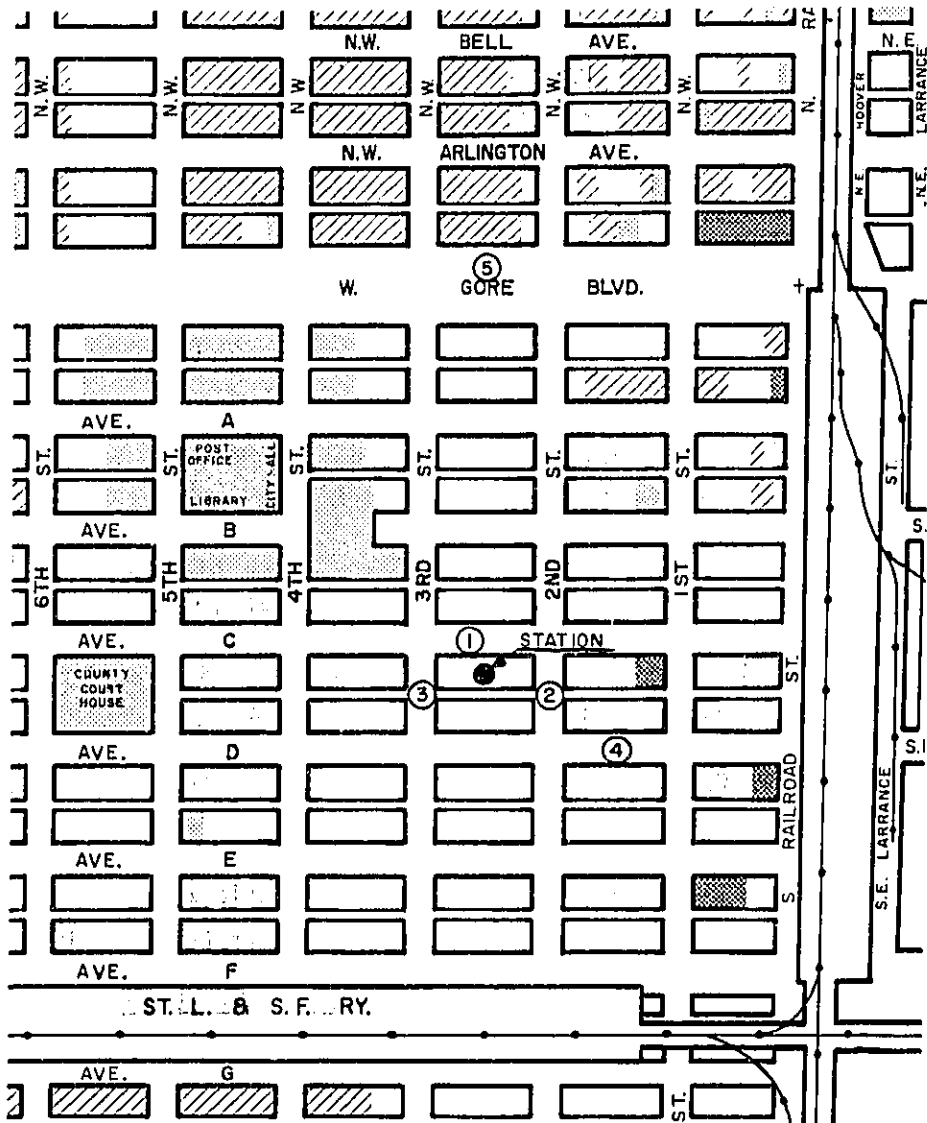 RA
N.W. BELL AVE. N.E
N.W. N.W. N.W. N.W. N.W. N.W. N.
HOOVER
LARRANCE
N.W. ARLINGTON AVE.
N E
N.E.
5
W. GORE BLVD.
AVE. A
POST OFFICE
CITY HALL
LIBRARY
ST. ST. ST. ST. ST. ST. ST.
AVE. B
S.
6TH 5TH 4TH 3RD 2ND 1ST
AVE. C
1
STATION
COUNTY
COURT
HOUSE
3
2
ST.
AVE. D
4
S.
RAILROAD
S.
S.E. LARRANCE
AVE. E
AVE. F
ST. L. & S. F. RY.
AVE. G
ST.